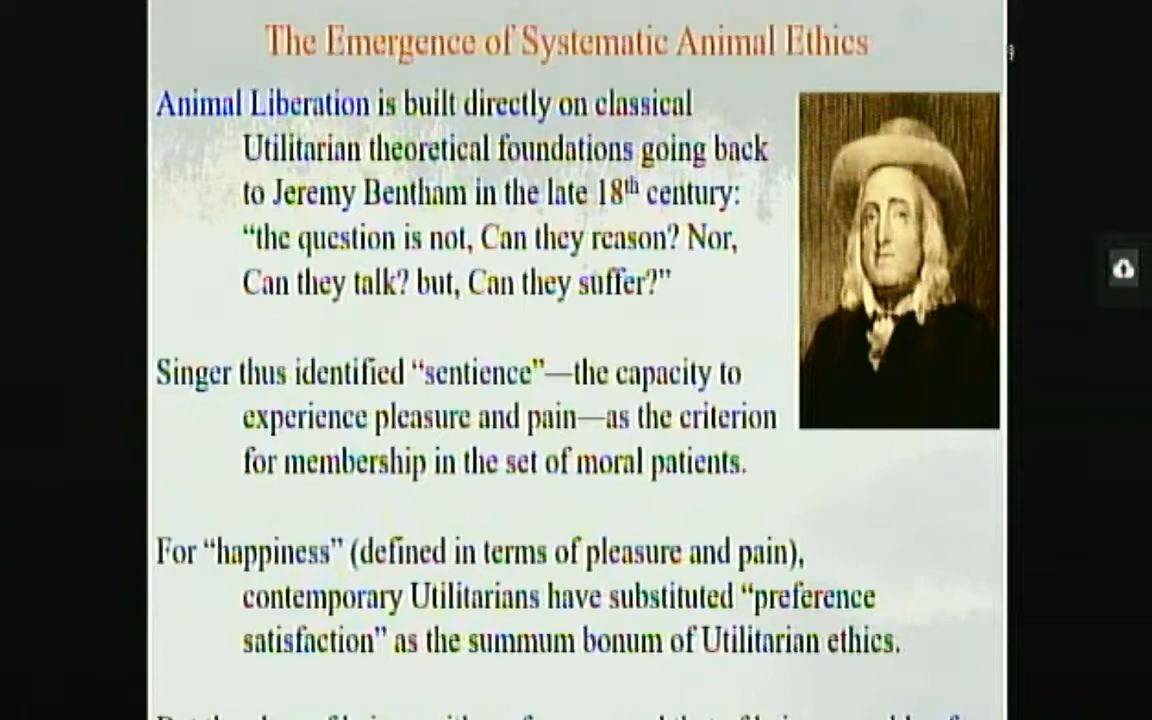 The Emergence of Systematic Animal Ethics
Animal Liberation is built directly on classical
Utilitarian theoretical foundations going back
to Jeremy Bentham in the late 18th century:
“the question is not, Can they reason? Nor,
Can they talk? but, Can they suffer?”
Singer thus identified “sentience”—the capacity to
experience pleasure and pain—as the criterion
for membership in the set of moral patients.
For “happiness” (defined in terms of pleasure and pain),
contemporary Utilitarians have substituted “preference
satisfaction” as the summum bonum of Utilitarian ethics.